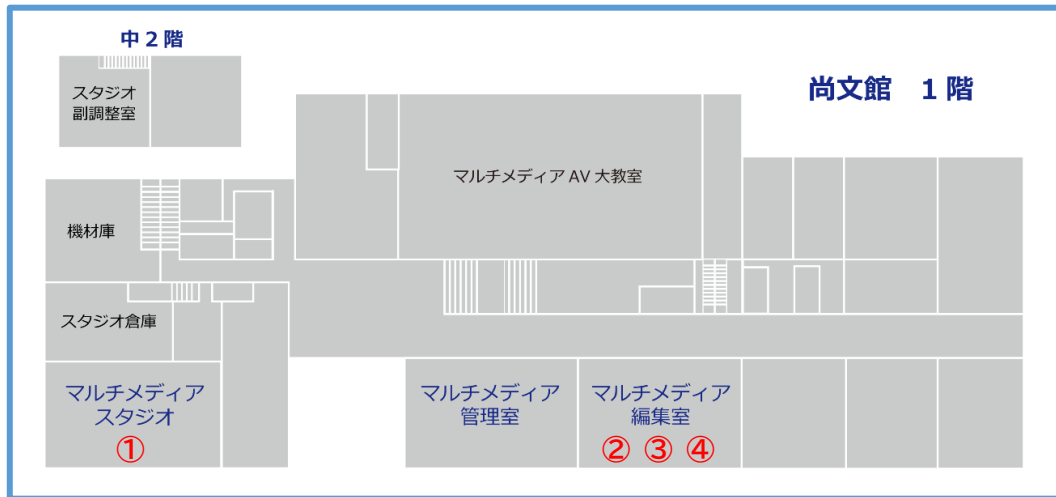 中２階
尚文館　１階
スタジオ
副調整室
マルチメディア AV 大教室
機材庫
スタジオ倉庫
マルチメディア
スタジオ
①
マルチメディア
管理室
マルチメディア
編集室
② ③ ④